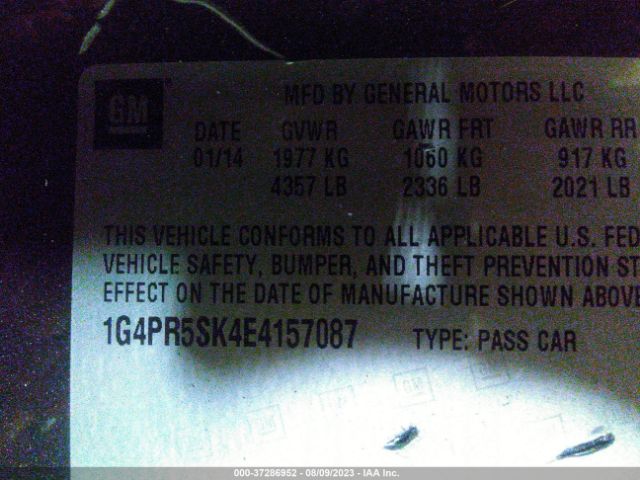 GM
MFD BY GENERAL MOTORS LLC
DATE GVWR GAWR FRT GAWR RR
01/14 1977 KG 1060 KG 917 KG
4357 LB 2336 LB 2021 LB
THIS VEHICLE CONFORMS TO ALL APPLICABLE U.S. FED
VEHICLE SAFETY, BUMPER, AND THEFT PREVENTION ST
EFFECT ON THE DATE OF MANUFACTURE SHOWN ABOVE
1G4PR5SK4E4157087 TYPE: PASS CAR
000-37286952 - 08/09/2023 - IAA Inc.